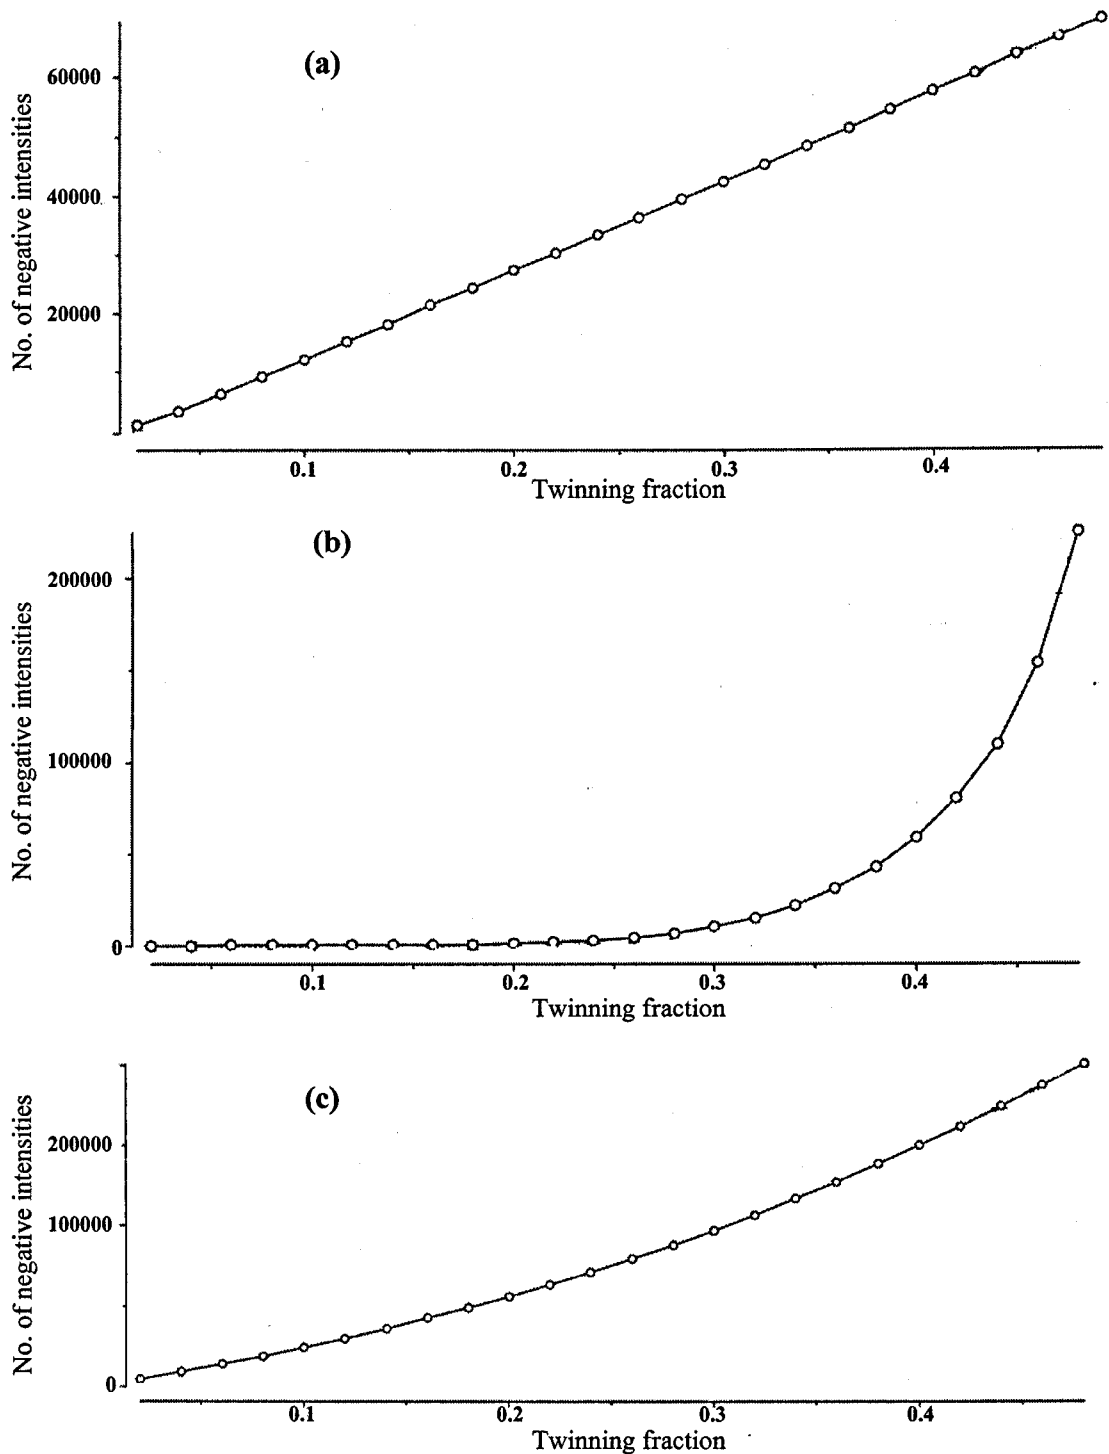 (a)
No. of negative intensities
60000
40000
20000
0.1 0.2 0.3 0.4
Twinning fraction
(b)
No. of negative intensities
200000
100000
0
0.1 0.2 0.3 0.4
Twinning fraction
(c)
No. of negative intensities
200000
100000
0
0.1 0.2 0.3 0.4
Twinning fraction